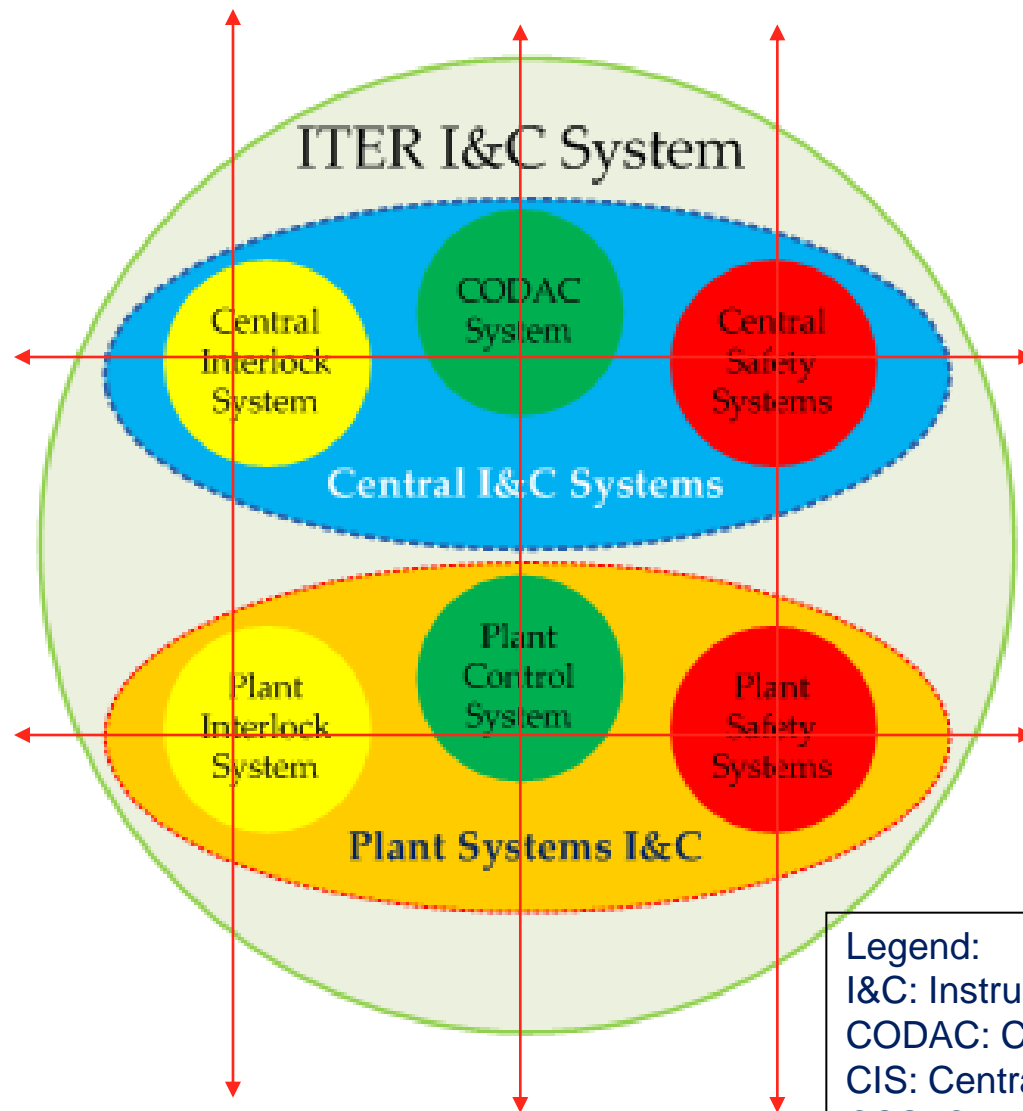 ITER I&C System
CODAC
System
Central
Interlock
System
Central
Safety
Systems
Central I&C Systems
Plant
Control
System
Plant
Interlock
System
Plant
Safety
Systems
Plant Systems I&C
Legend:
I&C: Instru
CODAC: C
CIS: Centra